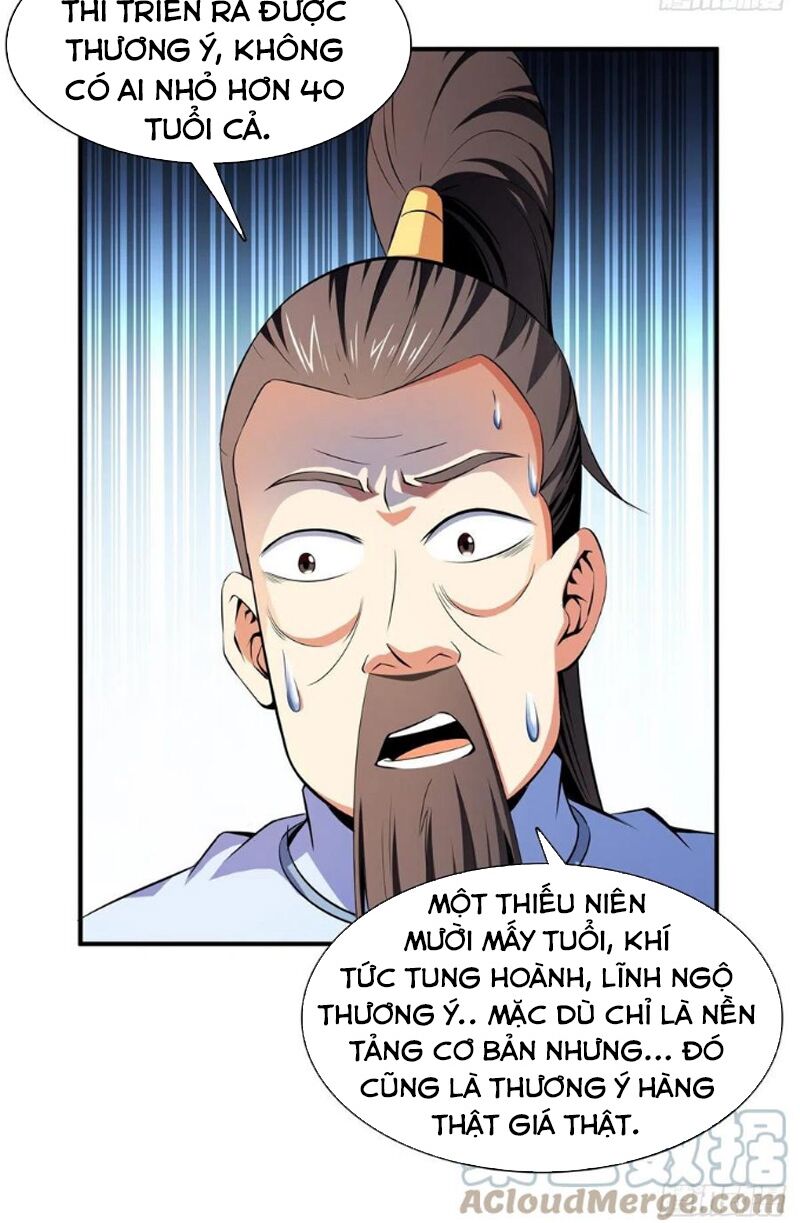 THI TRIỂN RA ĐƯỢC
THƯƠNG Ý, KHÔNG
CÓ AI NHỎ HƠN 40
TUỔI CẢ.
MỘT THIẾU NIÊN
MƯỜI MẤY TUỔI, KHÍ
TỨC TUNG HOÀNH, LĨNH NGỘ
THƯƠNG Ý.. MẶC DÙ CHỈ LÀ NỀN
TẢNG CƠ BẢN NHƯNG... ĐÓ
CŨNG LÀ THƯƠNG Ý HÀNG
THẬT GIÁ THẬT.
数据
ACloudMerge.com